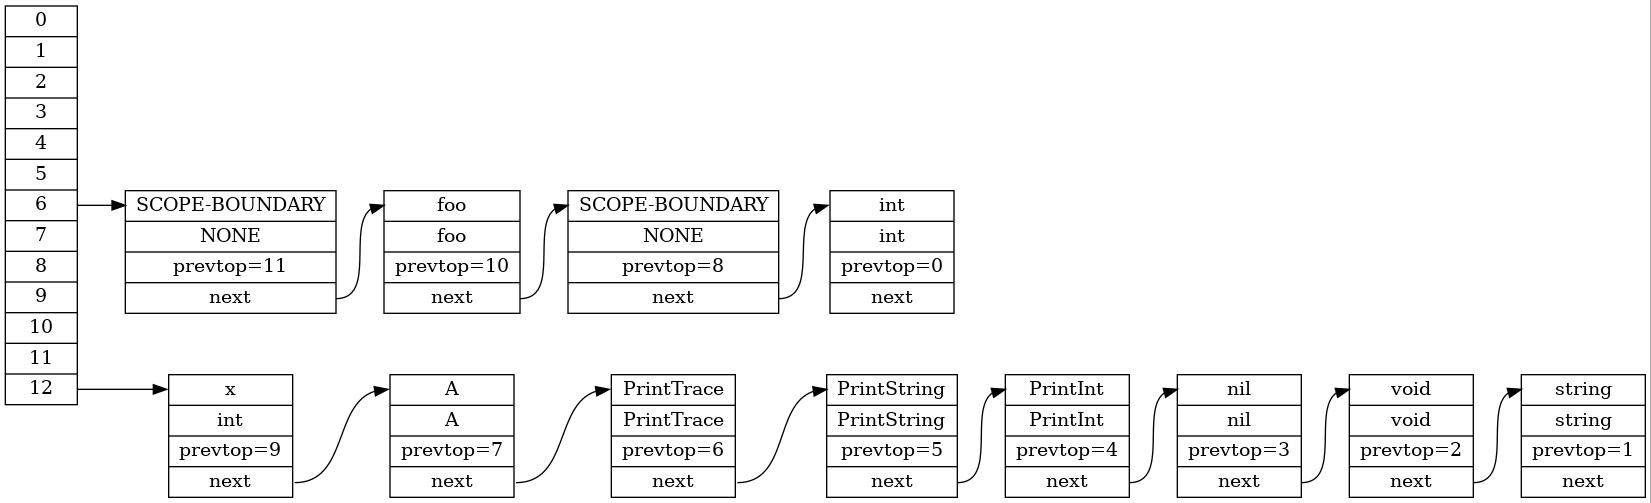 0
1
2
3
4
5
6
7
8
9
10
11
12
SCOPE-BOUNDARY
NONE
prevtop=11
next
foo
foo
prevtop=10
next
SCOPE-BOUNDARY
NONE
prevtop=8
next
int
int
prevtop=0
next
x
int
prevtop=9
next
A
A
prevtop=7
next
PrintTrace
PrintTrace
prevtop=6
next
PrintString
PrintString
prevtop=5
next
PrintInt
PrintInt
prevtop=4
next
nil
nil
prevtop=3
next
void
void
prevtop=2
next
string
string
prevtop=1
next